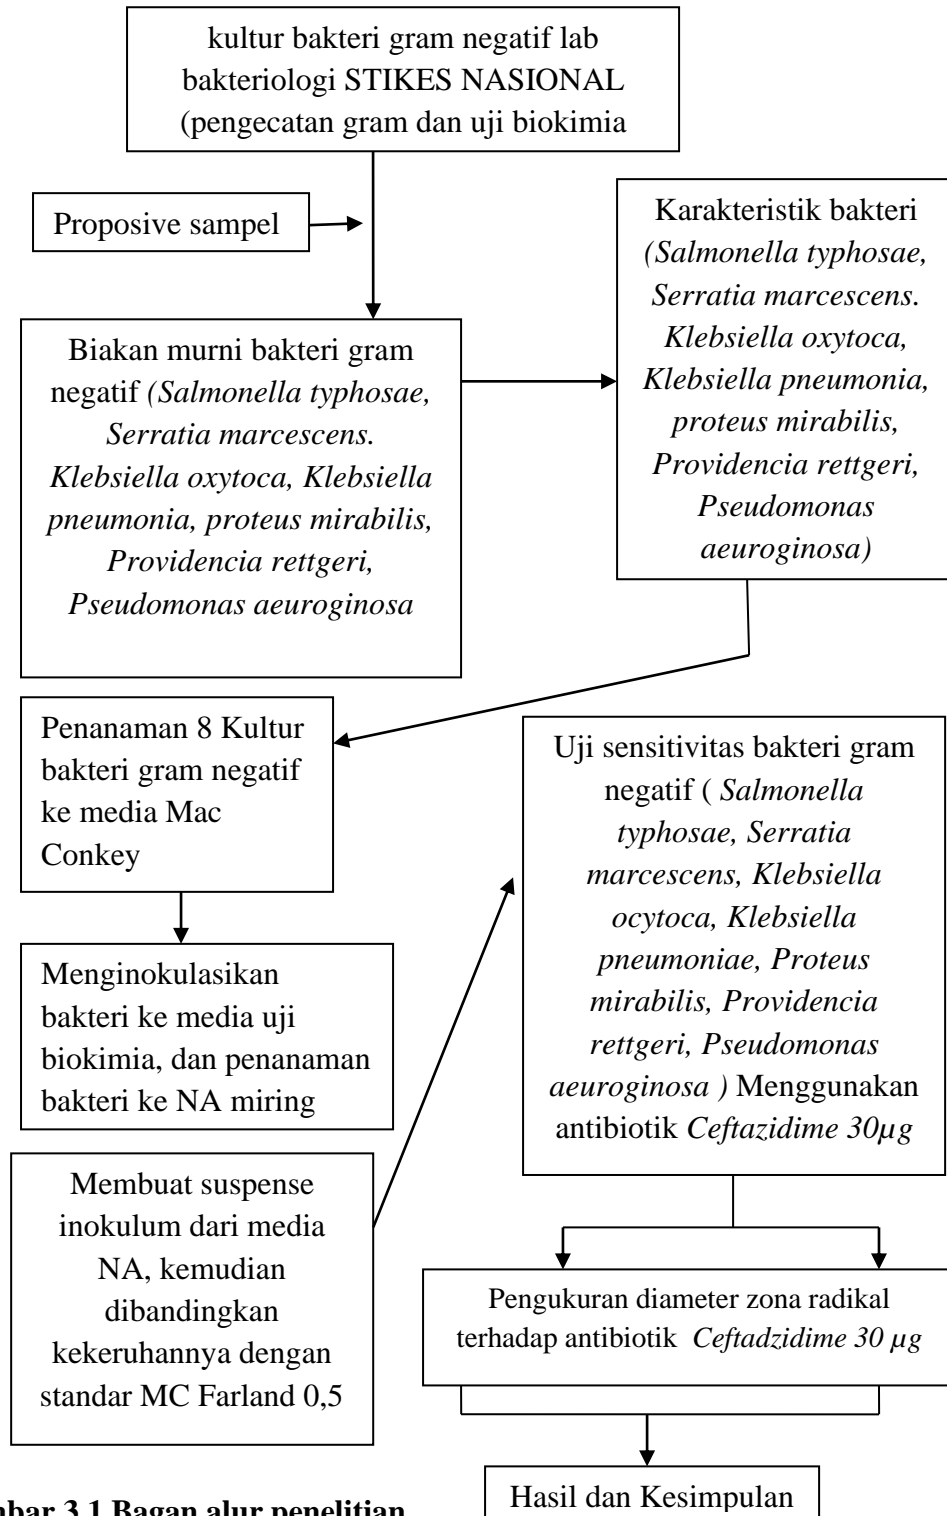 kultur bakteri gram negatif lab
bakteriologi STIKES NASIONAL
(pengecatan gram dan uji biokimia
Proposive sampel
Karakteristik bakteri
(Salmonella typhosae,
Serratia marcescens.
Klebsiella oxytoca,
Klebsiella pneumonia,
proteus mirabilis,
Providencia rettgeri,
Pseudomonas
aeuroginosa)
Biakan murni bakteri gram
negatif (Salmonella typhosae,
Serratia marcescens.
Klebsiella oxytoca, Klebsiella
pneumonia, proteus mirabilis,
Providencia rettgeri,
Pseudomonas aeuroginosa
Penanaman 8 Kultur
bakteri gram negatif
ke media Mac
Conkey
Menginokulasikan
bakteri ke media uji
biokimia, dan penanaman
bakteri ke NA miring
Membuat suspense
inokulum dari media
NA, kemudian
dibandingkan
kekeruhannya dengan
standar MC Farland 0,5
Uji sensitivitas bakteri gram
negatif ( Salmonella
typhosae, Serratia
marcescens, Klebsiella
ocytoca, Klebsiella
pneumoniae, Proteus
mirabilis, Providencia
rettgeri, Pseudomonas
aeuroginosa ) Menggunakan
antibiotik Ceftazidime 30µg
Pengukuran diameter zona radikal
terhadap antibiotik Ceftadzidime 30 µg
Hasil dan Kesimpulan
mbar 3.1 Bagan alur penelitian